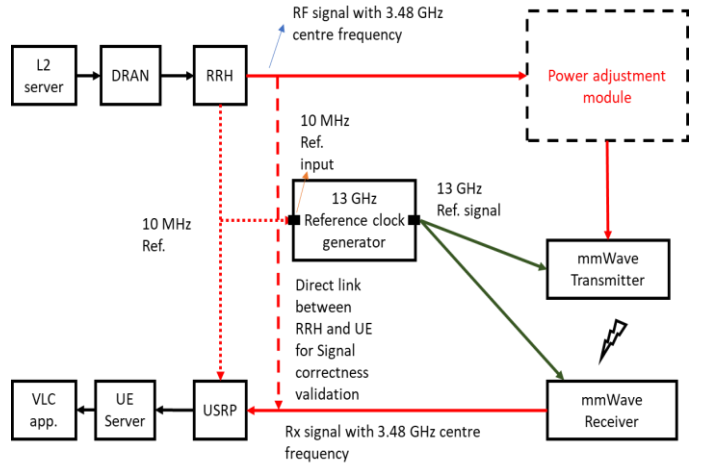 RF signal with 3.48 GHz
centre frequency
L2
server
DRAN
RRH
Power adjustment
module
10 MHz
Ref.
input
13 GHz
Reference clock
generator
13 GHz
Ref. signal
10 MHz
Ref.
mmWave
Transmitter
Direct link
between
RRH and UE
for Signal
correctness
validation
VLC
app.
UE
Server
USRP
mmWave
Receiver
Rx signal with 3.48 GHz centre
frequency